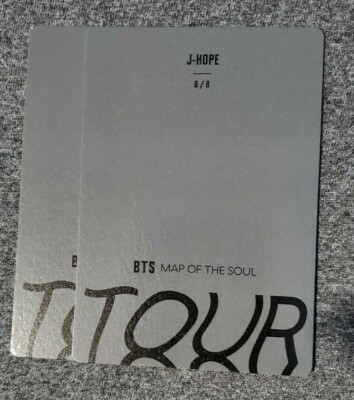 J-HOPE
8/8
BTS MAP OF THE SOUL
TOUR